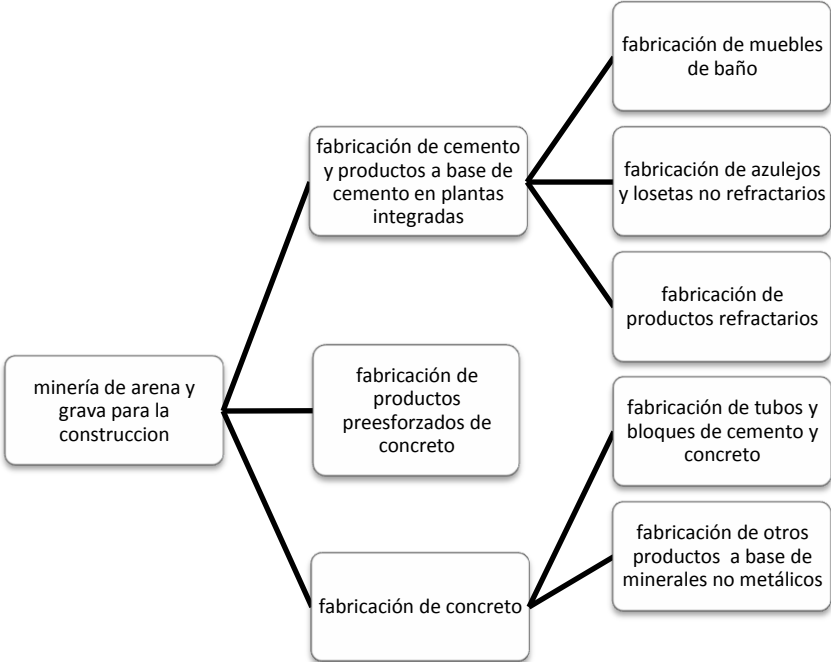 fabricación de muebles
de baño
fabricación de cemento
y productos a base de
cemento en plantas
integradas
fabricación de azulejos
y losetas no refractarios
fabricación de
productos refractarios
minería de arena y
grava para la
construccion
fabricación de
productos
preesforzados de
concreto
fabricación de tubos y
bloques de cemento y
concreto
fabricación de otros
productos a base de
minerales no metálicos
fabricación de concreto